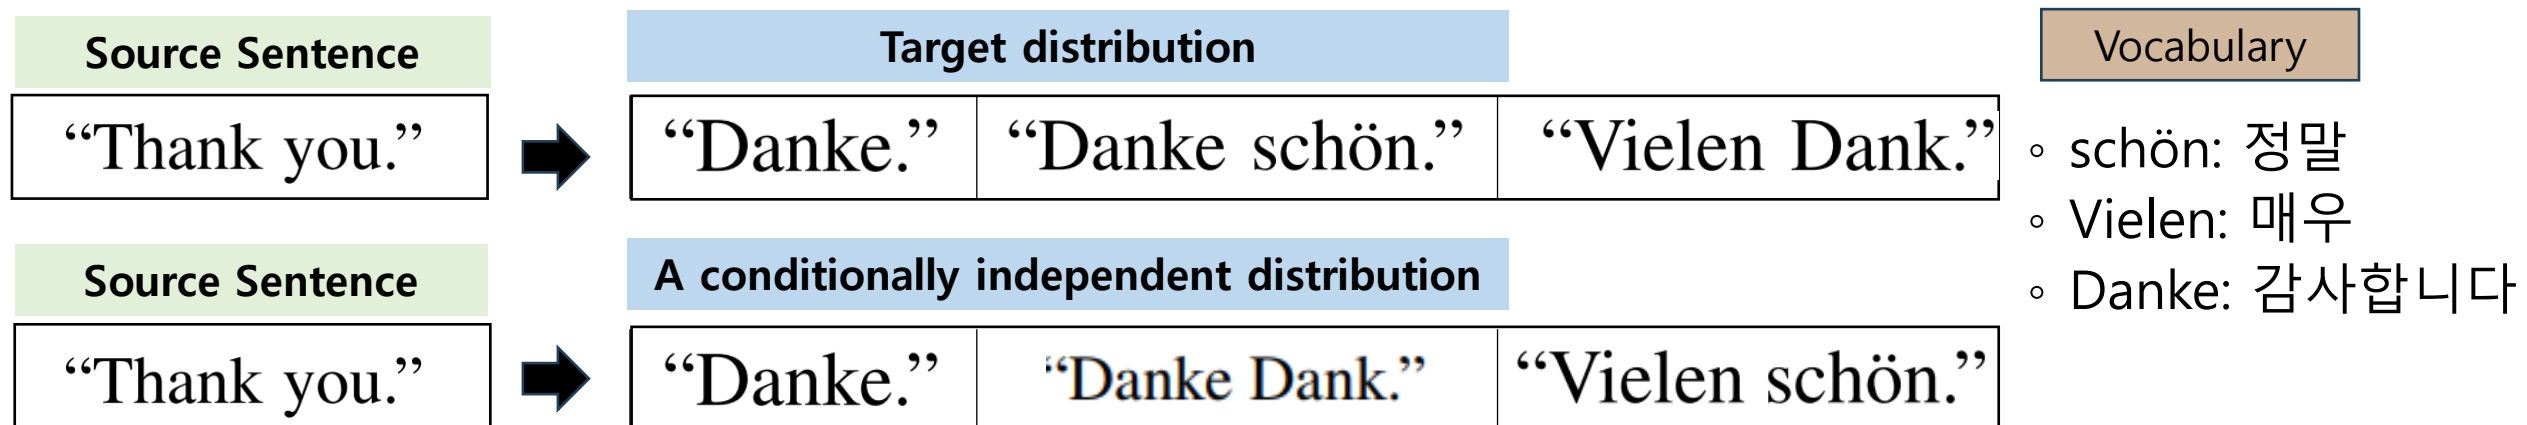 Source Sentence
Target distribution
Vocabulary
“Thank you.”
“Danke.”
“Danke schön.”
“Vielen Dank.”
◦ schön: 정말
◦ Vielen: 매우
◦ Danke: 감사합니다
Source Sentence
A conditionally independent distribution
“Thank you.”
“Danke.”
“Danke Dank.”
“Vielen schön.”